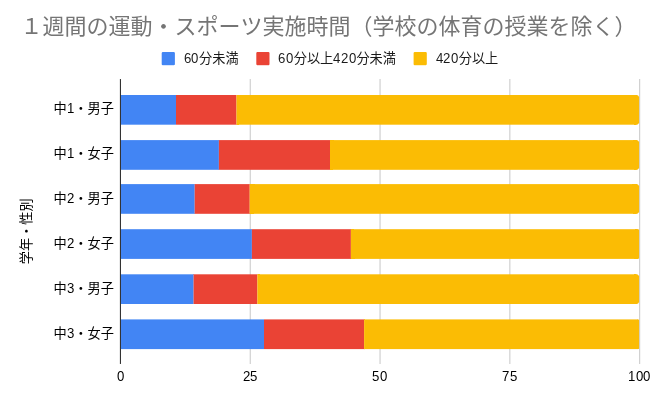 １週間の運動・スポーツ実施時間（学校の体育の授業を除く）
60分未満 60分以上420分未満 420分以上
学年・性別
中1・男子
中1・女子
中2・男子
中2・女子
中3・男子
中3・女子
0 25 50 75 100